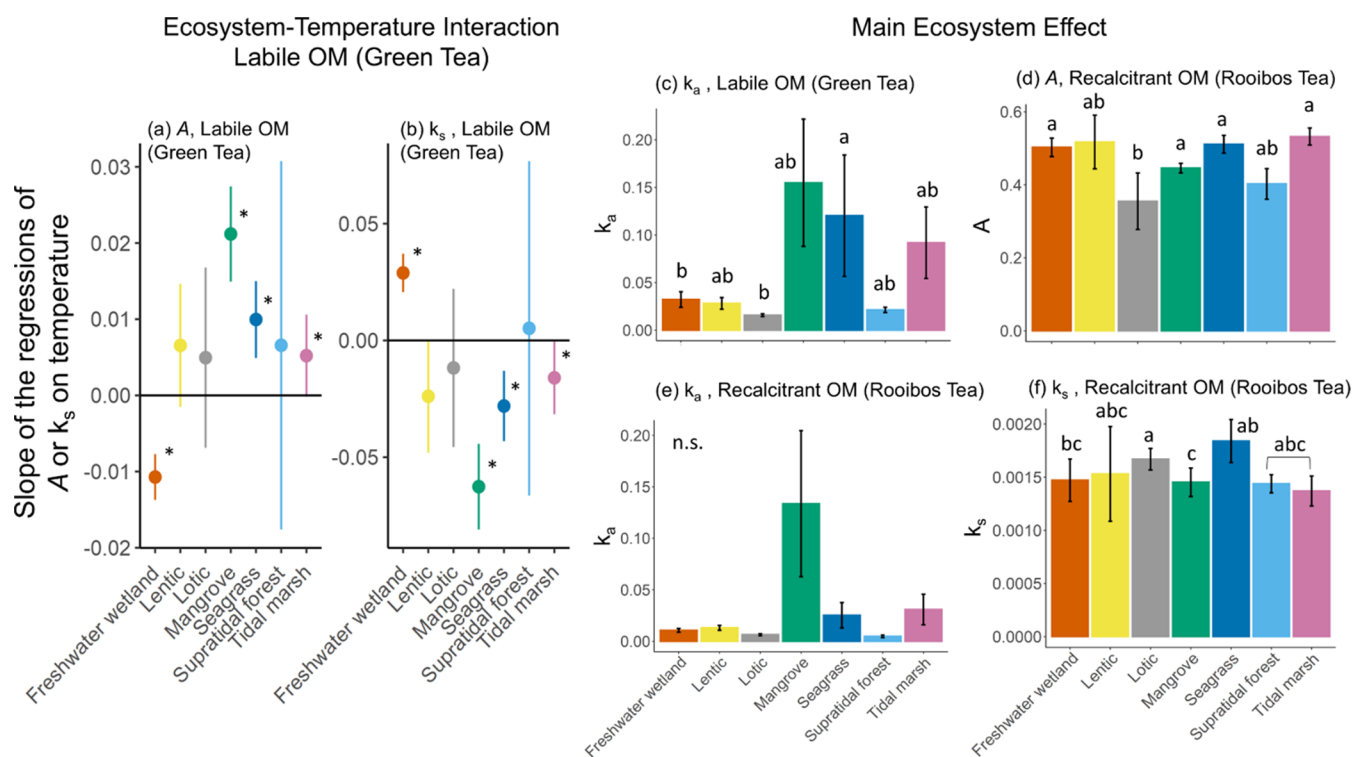 Ecosystem-Temperature Interaction
Labile OM (Green Tea)
Main Ecosystem Effect
Slope of the regressions of
A or ks on temperature
(a) A, Labile OM
(Green Tea)
0.03
0.02
0.01
0.00
-0.01
-0.02
*
*
*
*
Freshwater wetland
Lentic
Lotic
Mangrove
Seagrass
Supratidal forest
Tidal marsh
(b) ks , Labile OM
(Green Tea)
0.05
0.00
-0.05
*
*
*
*
Freshwater wetland
Lentic
Lotic
Mangrove
Seagrass
Supratidal forest
Tidal marsh
(c) ka , Labile OM (Green Tea)
ka
0.20
0.15
0.10
0.05
0.00
b
ab
b
ab
a
ab
ab
(d) A, Recalcitrant OM (Rooibos Tea)
A
0.6
0.4
0.2
0.0
a
ab
b
a
a
ab
a
(e) ka , Recalcitrant OM (Rooibos Tea)
ka
0.20
0.15
0.10
0.05
0.00
n.s.
Freshwater wetland
Lentic
Lotic
Mangrove
Seagrass
Supratidal forest
Tidal marsh
(f) ks , Recalcitrant OM (Rooibos Tea)
ks
0.0020
0.0015
0.0010
0.0005
0.0000
bc
abc
a
c
ab
abc
Freshwater wetland
Lentic
Lotic
Mangrove
Seagrass
Supratidal forest
Tidal marsh